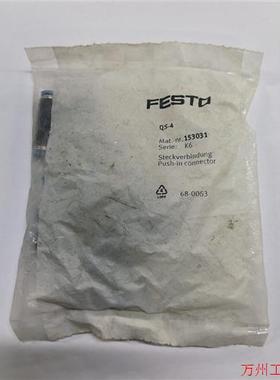 FESTO
QS-4
Mat.-nr. 153031
Serie: K6
Steckverbindung
Push-in connector
68-0063
万州工